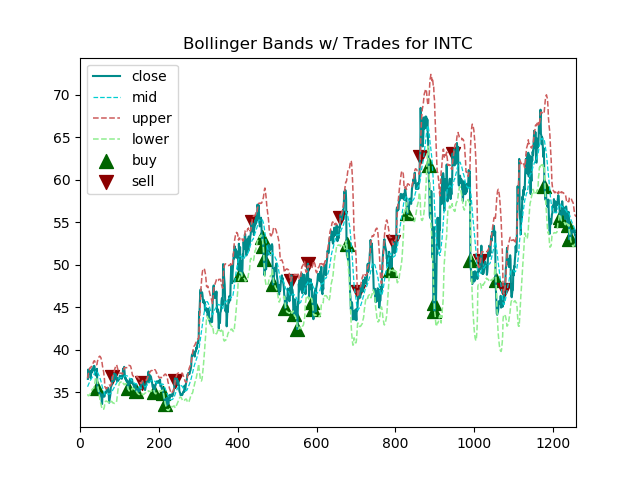 Bollinger Bands w/ Trades for INTC
close
mid
upper
lower
buy
sell
70
65
60
55
50
45
40
35
0 200 400 600 800 1000 1200